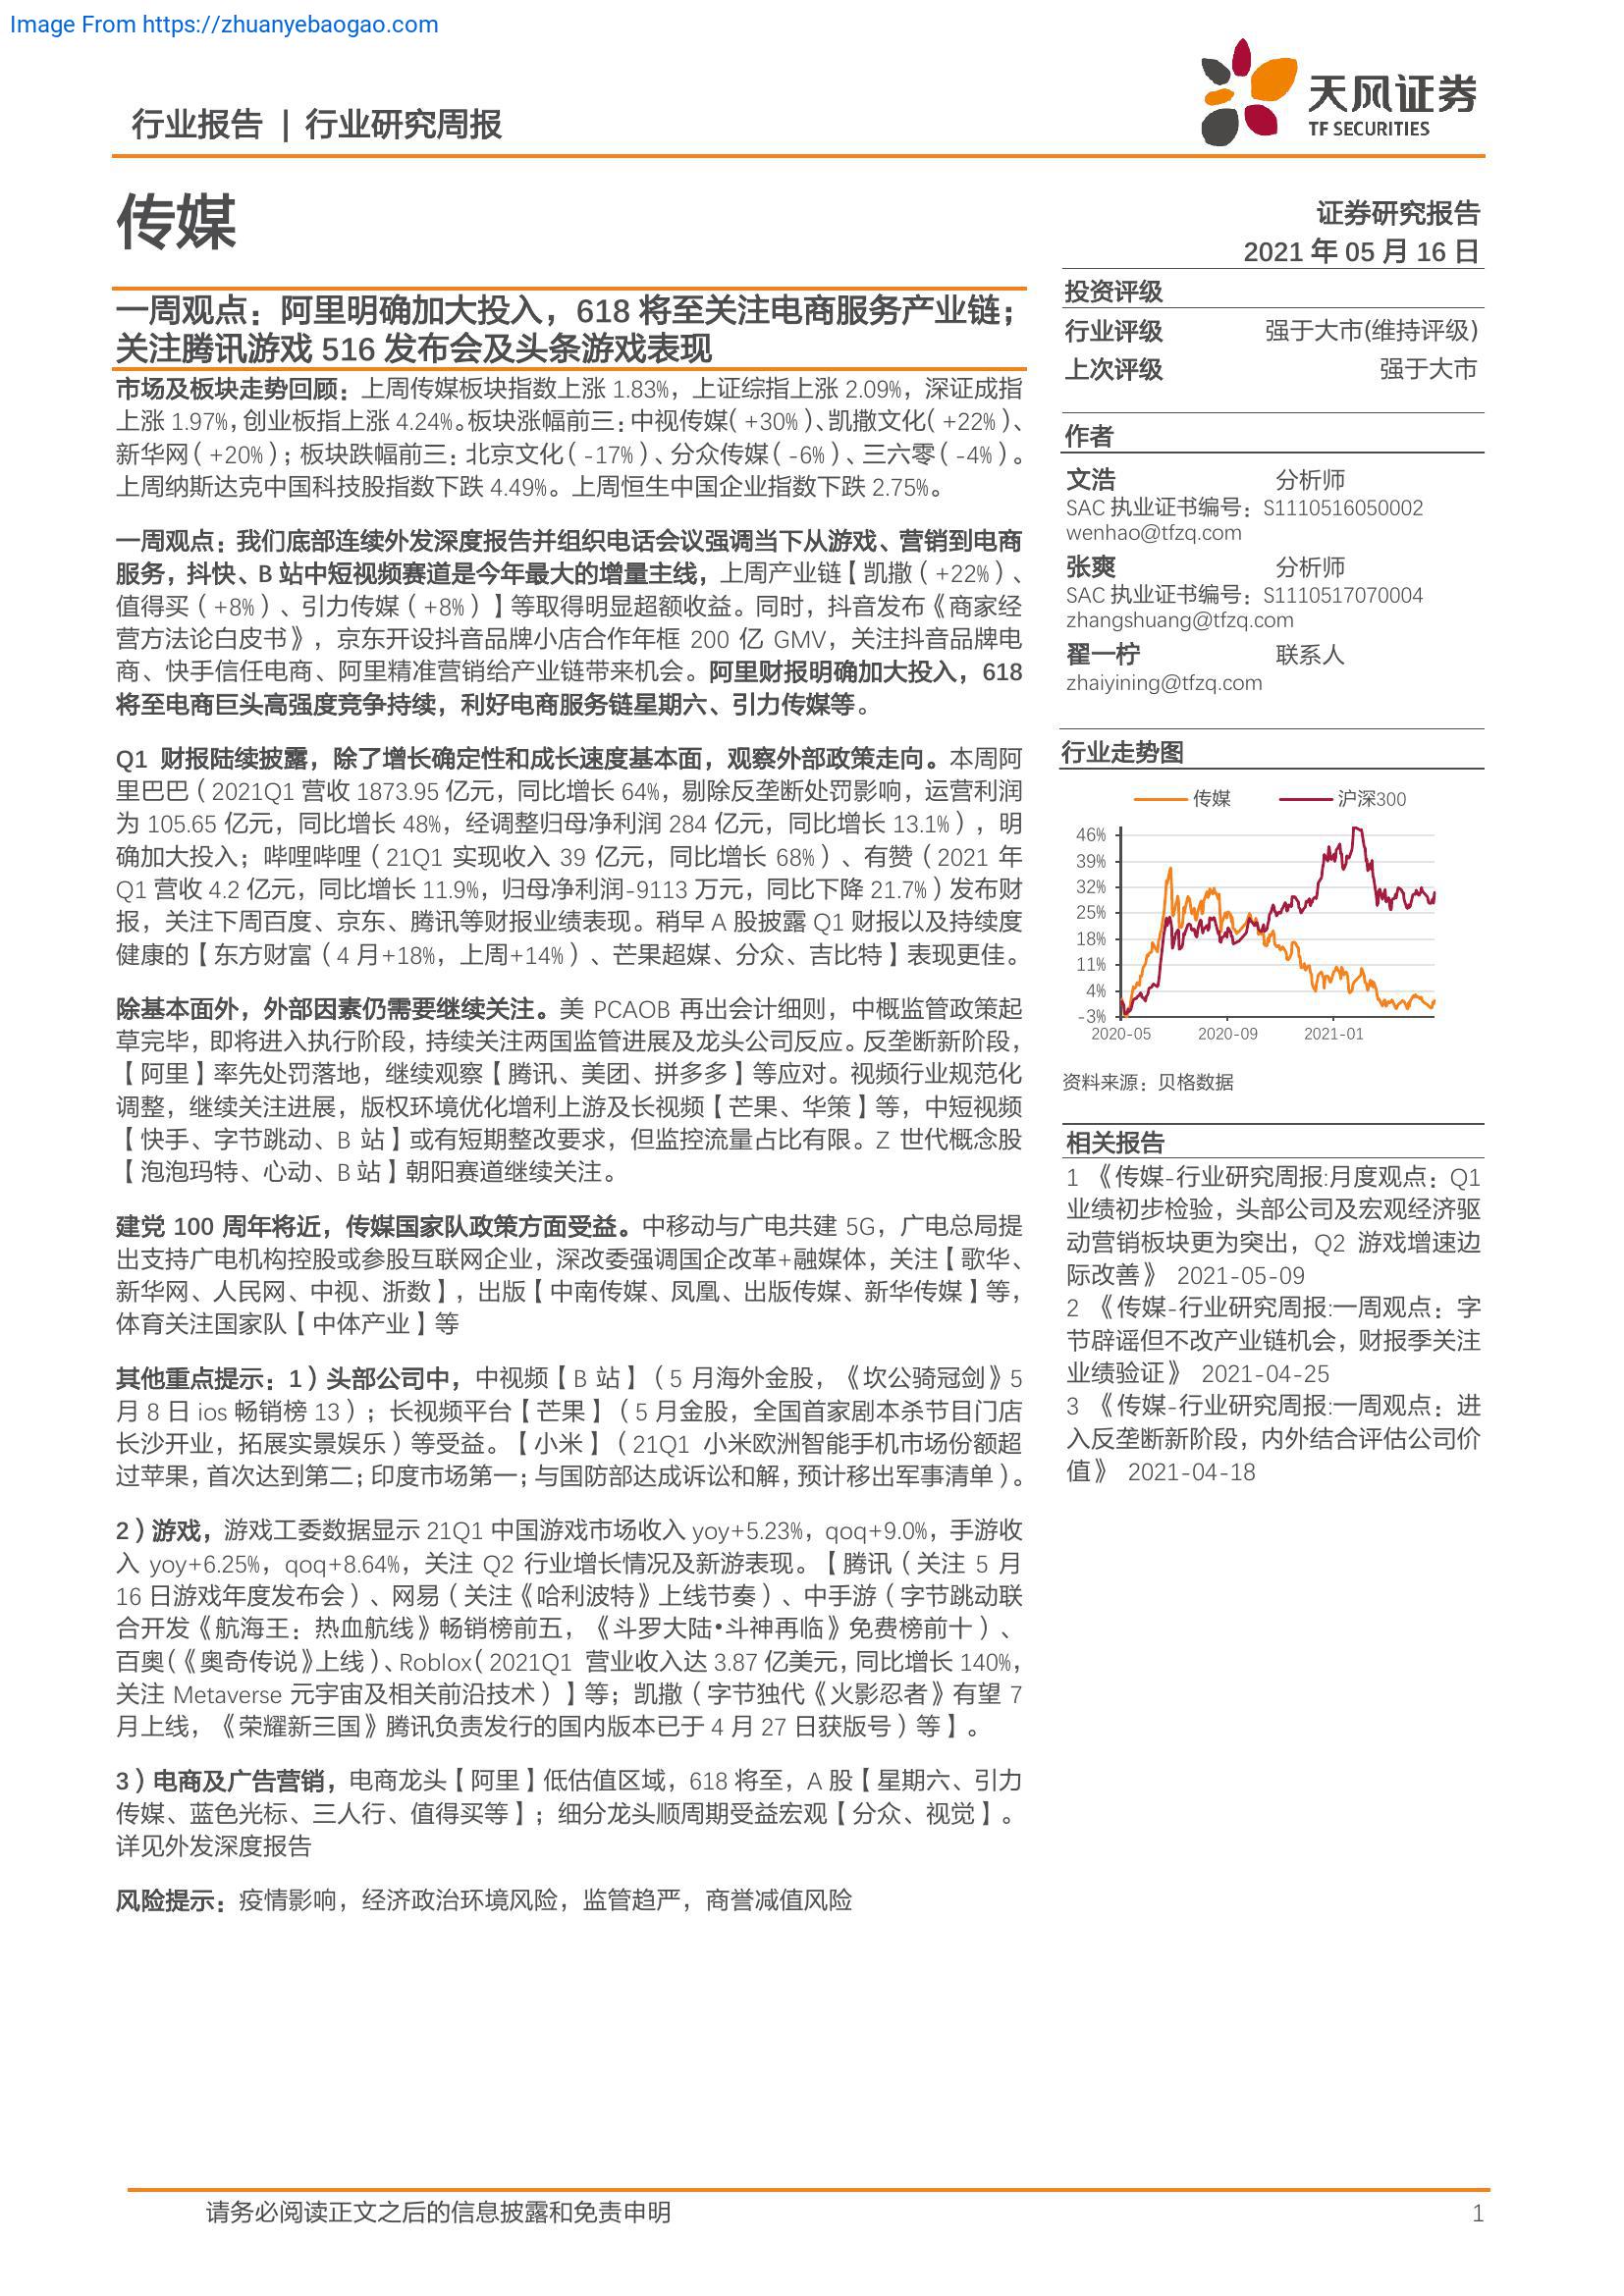 Image From https://zhuanyebaogao.com
行业报告 | 行业研究周报
天风证券
TF SECURITIES
传媒
证券研究报告
2021 年 05 月 16 日
一周观点：阿里明确加大投入，618 将至关注电商服务产业链；
关注腾讯游戏 516 发布会及头条游戏表现
市场及板块走势回顾：上周传媒板块指数上涨 1.83%，上证综指上涨 2.09%，深证成指
上涨 1.97%，创业板指上涨 4.24%。板块涨幅前三：中视传媒（+30%）、凯撒文化（+22%）、
新华网（+20%）；板块跌幅前三：北京文化（-17%）、分众传媒（-6%）、三六零（-4%）。
上周纳斯达克中国科技股指数下跌 4.49%。上周恒生中国企业指数下跌 2.75%。
一周观点：我们底部连续外发深度报告并组织电话会议强调当下从游戏、营销到电商
服务，抖快、B 站中短视频赛道是今年最大的增量主线，上周产业链【凯撒（+22%）、
值得买（+8%）、引力传媒（+8%）】等取得明显超额收益。同时，抖音发布《商家经
营方法论白皮书》，京东开设抖音品牌小店合作年框 200 亿 GMV，关注抖音品牌电
商、快手信任电商、阿里精准营销给产业链带来机会。阿里财报明确加大投入，618
将至电商巨头高强度竞争持续，利好电商服务链星期六、引力传媒等。
Q1 财报陆续披露，除了增长确定性和成长速度基本面，观察外部政策走向。本周阿
里巴巴（2021Q1 营收 1873.95 亿元，同比增长 64%，剔除反垄断处罚影响，运营利润
为 105.65 亿元，同比增长 48%，经调整归母净利润 284 亿元，同比增长 13.1%），明
确加大投入；哔哩哔哩（21Q1 实现收入 39 亿元，同比增长 68%）、有赞（2021 年
Q1 营收 4.2 亿元，同比增长 11.9%，归母净利润-9113 万元，同比下降 21.7%）发布财
报，关注下周百度、京东、腾讯等财报业绩表现。稍早 A 股披露 Q1 财报以及持续度
健康的【东方财富（4 月+18%，上周+14%）、芒果超媒、分众、吉比特】表现更佳。
除基本面外，外部因素仍需要继续关注。美 PCAOB 再出会计细则，中概监管政策起
草完毕，即将进入执行阶段，持续关注两国监管进展及龙头公司反应。反垄断新阶段，
【阿里】率先处罚落地，继续观察【腾讯、美团、拼多多】等应对。视频行业规范化
调整，继续关注进展，版权环境优化增利上游及长视频【芒果、华策】等，中短视频
【快手、字节跳动、B 站】或有短期整改要求，但监控流量占比有限。Z 世代概念股
【泡泡玛特、心动、B 站】朝阳赛道继续关注。
建党 100 周年将近，传媒国家队政策方面受益。中移动与广电共建 5G，广电总局提
出支持广电机构控股或参股互联网企业，深改委强调国企改革+融媒体，关注【歌华、
新华网、人民网、中视、浙数】，出版【中南传媒、凤凰、出版传媒、新华传媒】等，
体育关注国家队【中体产业】等
其他重点提示：1）头部公司中，中视频【B 站】（5 月海外金股，《坎公骑冠剑》5
月 8 日 ios 畅销榜 13）；长视频平台【芒果】（5 月金股，全国首家剧本杀节目门店
长沙开业，拓展实景娱乐）等受益。【小米】（21Q1 小米欧洲智能手机市场份额超
过苹果，首次达到第二；印度市场第一；与国防部达成诉讼和解，预计移出军事清单）。
2）游戏，游戏工委数据显示 21Q1 中国游戏市场收入 yoy+5.23%，qoq+9.0%，手游收
入 yoy+6.25%，qoq+8.64%，关注 Q2 行业增长情况及新游表现。【腾讯（关注 5 月
16 日游戏年度发布会）、网易（关注《哈利波特》上线节奏）、中手游（字节跳动联
合开发《航海王：热血航线》畅销榜前五，《斗罗大陆•斗神再临》免费榜前十）、
百奥（《奥奇传说》上线）、Roblox（2021Q1 营业收入达 3.87 亿美元，同比增长 140%，
关注 Metaverse 元宇宙及相关前沿技术）】等；凯撒（字节独代《火影忍者》有望 7
月上线，《荣耀新三国》腾讯负责发行的国内版本已于 4 月 27 日获版号）等】。
3）电商及广告营销，电商龙头【阿里】低估值区域，618 将至，A 股【星期六、引力
传媒、蓝色光标、三人行、值得买等】；细分龙头顺周期受益宏观【分众、视觉】。
详见外发深度报告
风险提示：疫情影响，经济政治环境风险，监管趋严，商誉减值风险
投资评级
行业评级 强于大市(维持评级)
上次评级 强于大市
作者
文浩 分析师
SAC 执业证书编号：S1110516050002
wenhao@tfzq.com
张爽 分析师
SAC 执业证书编号：S1110517070004
zhangshuang@tfzq.com
翟一柠 联系人
zhaiyining@tfzq.com
行业走势图
传媒 沪深300
46%
39%
32%
25%
18%
11%
4%
-3%
2020-05 2020-09 2021-01
资料来源：贝格数据
相关报告
1 《传媒-行业研究周报:月度观点：Q1
业绩初步检验，头部公司及宏观经济驱
动营销板块更为突出，Q2 游戏增速边
际改善》 2021-05-09
2 《传媒-行业研究周报:一周观点：字
节辟谣但不改产业链机会，财报季关注
业绩验证》 2021-04-25
3 《传媒-行业研究周报:一周观点：进
入反垄断新阶段，内外结合评估公司价
值》 2021-04-18
请务必阅读正文之后的信息披露和免责申明 1